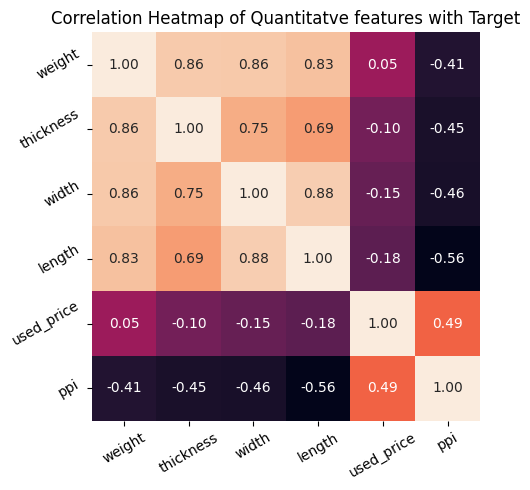 Correlation Heatmap of Quantitatve features with Target
weight 1.00 0.86 0.86 0.83 0.05 -0.41
thickness 0.86 1.00 0.75 0.69 -0.10 -0.45
width 0.86 0.75 1.00 0.88 -0.15 -0.46
length 0.83 0.69 0.88 1.00 -0.18 -0.56
used_price 0.05 -0.10 -0.15 -0.18 1.00 0.49
ppi -0.41 -0.45 -0.46 -0.56 0.49 1.00
weight thickness width length used_price ppi